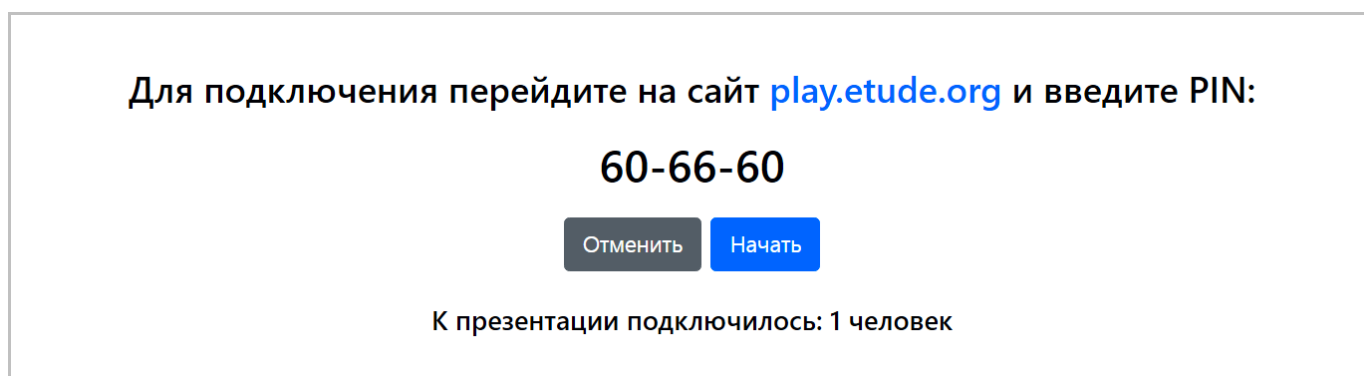 Для подключения перейдите на сайт play.etude.org и введите PIN:
60-66-60
Отменить Начать
К презентации подключилось: 1 человек